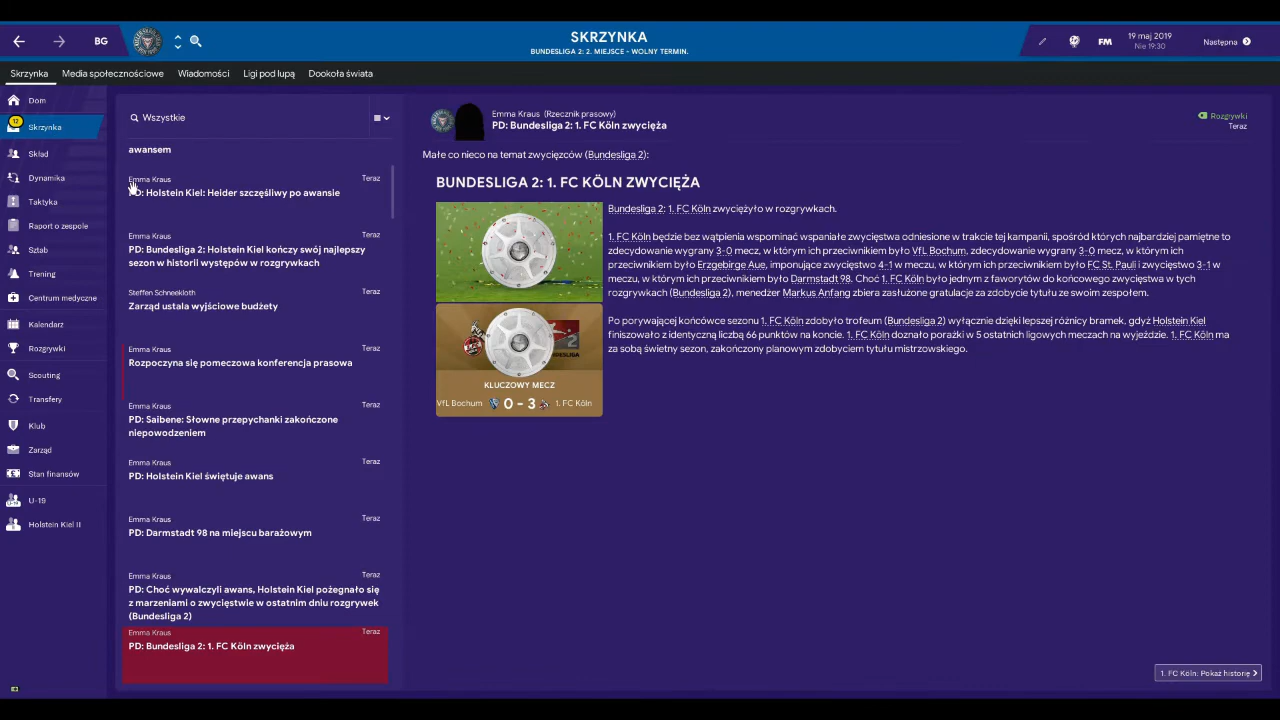 BG
SKRZYNKA
BUNDESLIGA 2: 2. MIEJSCE - WOLNY TERMIN.
FM
19 maj 2019
Nie 19:30
Następna
Skrzynka
Media społecznościowe
Wiadomości
Ligi pod lupą
Dookoła świata
Dom
12
Skrzynka
Skład
Dynamika
Taktyka
Raport o zespole
Sztab
Trening
Centrum medyczne
Kalendarz
Rozgrywki
Scouting
Transfery
Klub
Zarząd
Stan finansów
U-19
Holstein Kiel II
Wszystkie
awansem
Emma Kraus
Teraz
PD: Holstein Kiel: Helder szczęśliwy po awansie
Emma Kraus
Teraz
PD: Bundesliga 2: Holstein Kiel kończy swój najlepszy
sezon w historii występów w rozgrywkach
Steffen Schneekloth
Teraz
Zarząd ustala wyjściowe budżety
Emma Kraus
Teraz
Rozpoczyna się pomeczowa konferencja prasowa
Emma Kraus
Teraz
PD: Saibene: Słowne przepychanki zakończone
niepowodzeniem
Emma Kraus
Teraz
PD: Holstein Kiel świętuje awans
Emma Kraus
Teraz
PD: Darmstadt 98 na miejscu barażowym
Emma Kraus
Teraz
PD: Choć wywalczyli awans, Holstein Kiel pożegnało się
z marzeniami o zwycięstwie w ostatnim dniu rozgrywek
(Bundesliga 2)
Emma Kraus
Teraz
PD: Bundesliga 2: 1. FC Köln zwycięża
Emma Kraus (Rzecznik prasowy)
PD: Bundesliga 2: 1. FC Köln zwycięża
Rozgrywki
Teraz
Małe co nieco na temat zwycięzców (Bundesliga 2):
BUNDESLIGA 2: 1. FC KÖLN ZWYCIĘŻA
Bundesliga 2: 1. FC Köln zwyciężyło w rozgrywkach.
1. FC Köln będzie bez wątpienia wspominać wspaniałe zwycięstwa odniesione w trakcie tej kampanii, spośród których najbardziej pamiętne to
zdecydowanie wygrany 3-0 mecz, w którym ich przeciwnikiem było VfL Bochum, zdecydowanie wygrany 3-0 mecz, w którym ich
przeciwnikiem było Erzgebirge Aue, imponujące zwycięstwo 4-1 w meczu, w którym ich przeciwnikiem było FC St. Pauli i zwycięstwo 3-1 w
meczu, w którym ich przeciwnikiem było Darmstadt 98. Choć 1. FC Köln było jednym z faworytów do końcowego zwycięstwa w tych
rozgrywkach (Bundesliga 2), menedżer Markus Anfang zbiera zasłużone gratulacje za zdobycie tytułu ze swoim zespołem.
Po porywającej końcówce sezonu 1. FC Köln zdobyło trofeum (Bundesliga 2) wyłącznie dzięki lepszej różnicy bramek, gdyż Holstein Kiel
finiszowało z identyczną liczbą 66 punktów na koncie. 1. FC Köln doznało porażki w 5 ostatnich ligowych meczach na wyjeździe. 1. FC Köln ma
za sobą świetny sezon, zakończony planowym zdobyciem tytułu mistrzowskiego.
KLUCZOWY MECZ
VfL Bochum 0 - 3 1. FC Köln
1. FC Köln: Pokaż historię